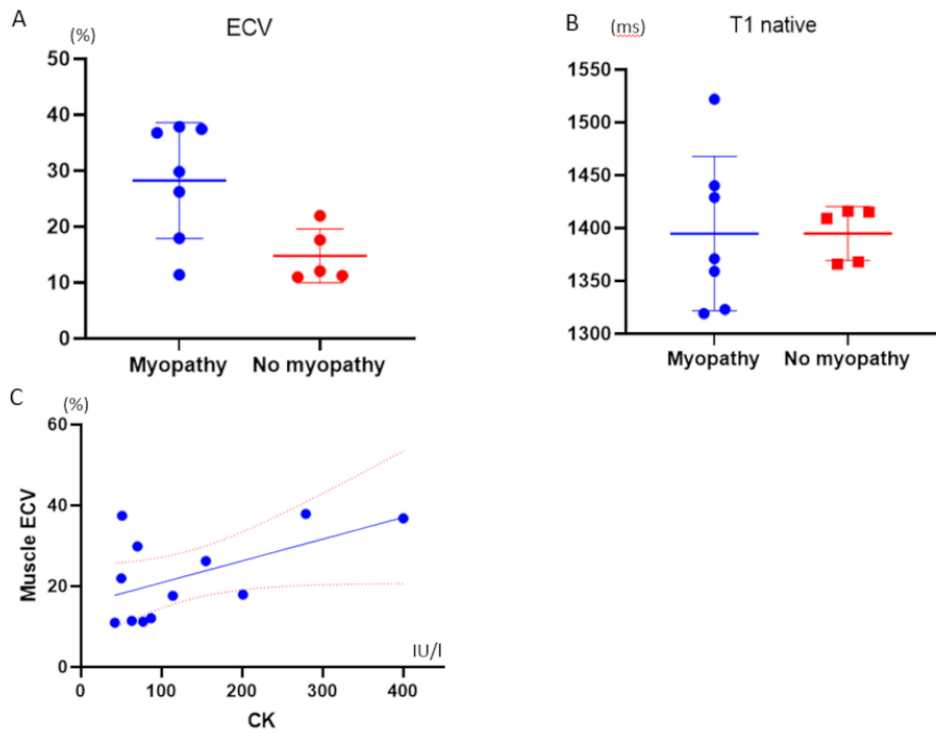 A
(%)
ECV
50
40
30
20
10
0
Myopathy No myopathy
B
(ms)
T1 native
1550
1500
1450
1400
1350
1300
Myopathy No myopathy
C
(%)
60
40
20
0
Muscle ECV
0 100 200 300 400
IU/l
CK